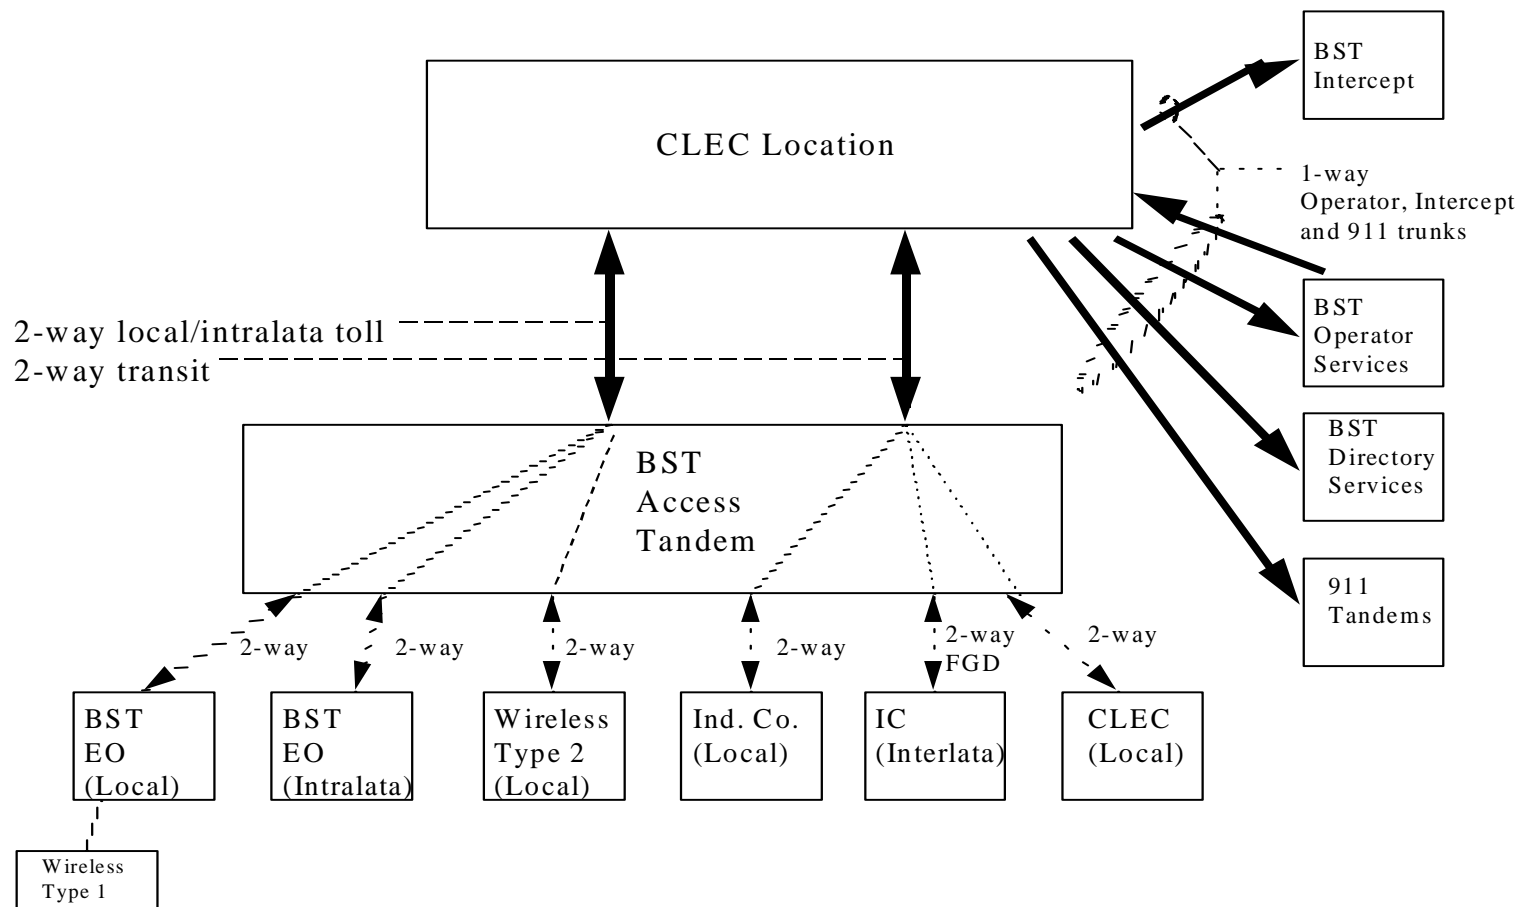 BST
Intercept
CLEC Location
1-way
Operator, Intercept
and 911 trunks
2-way local/intralata toll
2-way transit
BST
Operator
Services
BST
Directory
Services
BST
Access
Tandem
911
Tandems
2-way
2-way
2-way
2-way
2-way
FGD
2-way
BST
EO
(Local)
BST
EO
(Intralata)
Wireless
Type 2
(Local)
Ind. Co.
(Local)
IC
(Interlata)
CLEC
(Local)
Wireless
Type 1